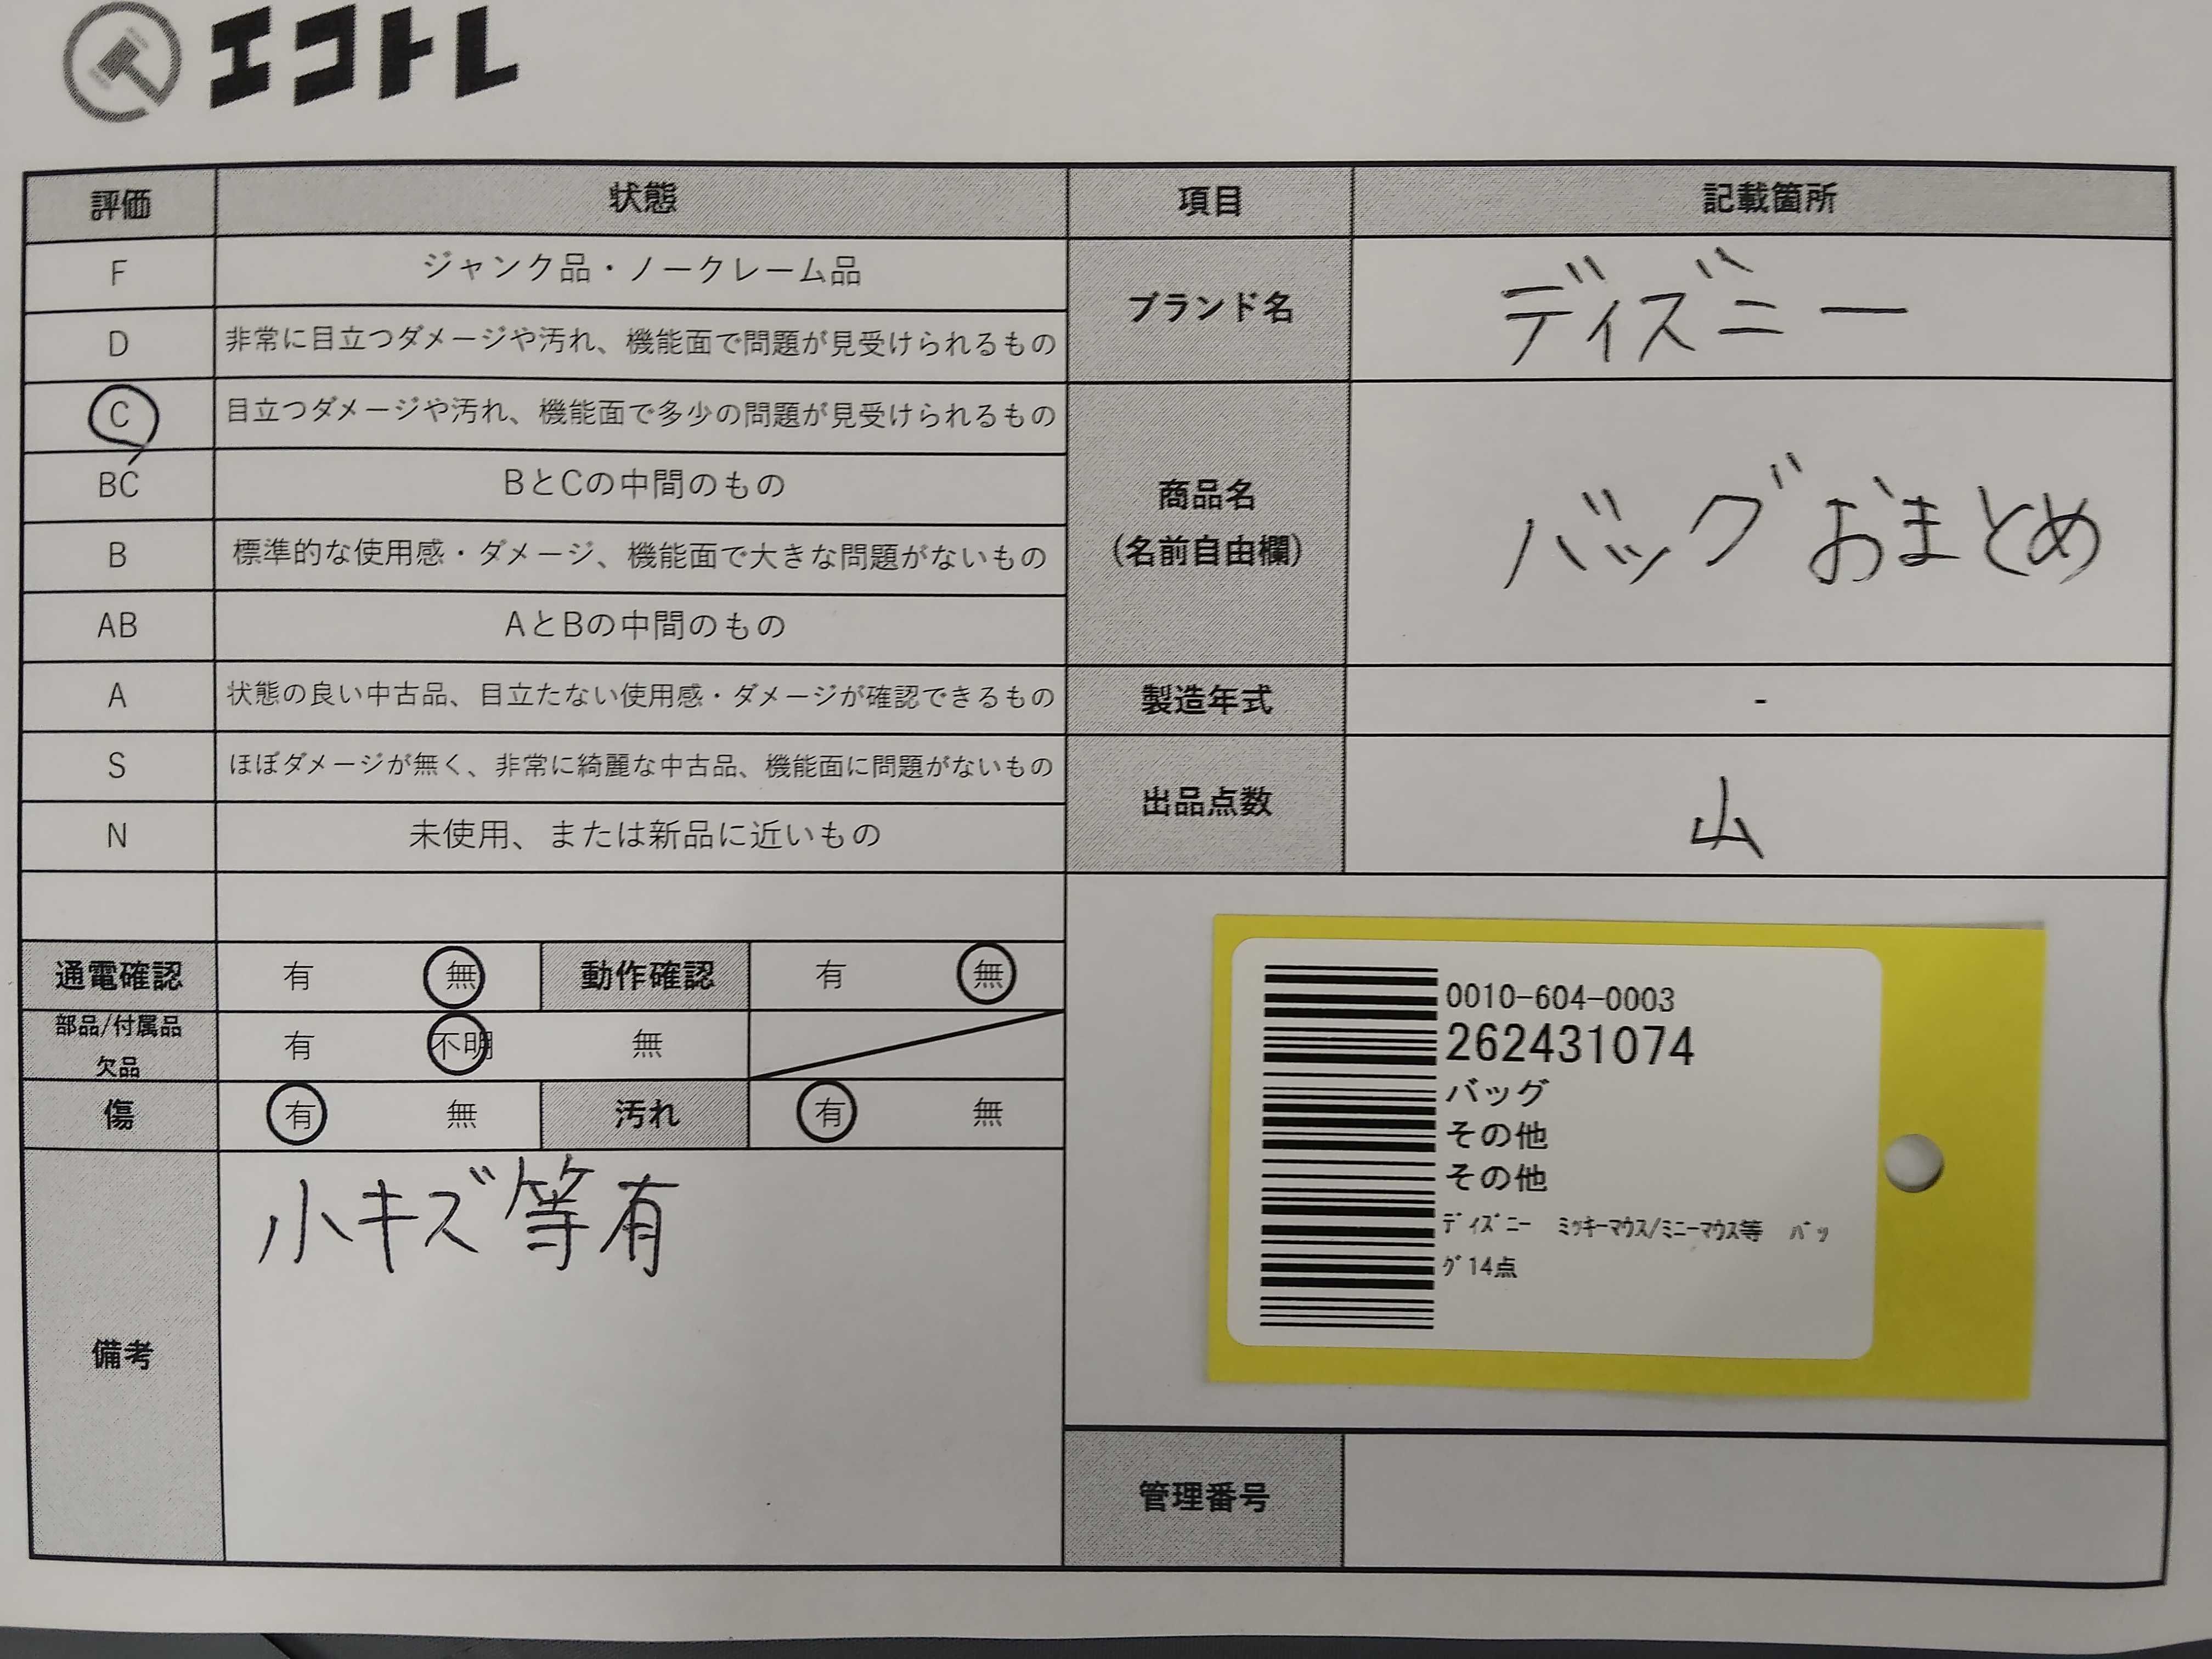 エコトレ
評価 状態 項目 記載箇所
F ジャンク品・ノークレーム品
D 非常に目立つダメージや汚れ、機能面で問題が見受けられるもの
ブランド名 ディズニー
C 目立つダメージや汚れ、機能面で多少の問題が見受けられるもの
BC BとCの中間のもの
B 標準的な使用感・ダメージ、機能面で大きな問題がないもの
AB AとBの中間のもの
商品名
（名前自由欄）
バッグおまとめ
A 状態の良い中古品、目立たない使用感・ダメージが確認できるもの
製造年式 -
S ほぼダメージが無く、非常に綺麗な中古品、機能面に問題がないもの
N 未使用、または新品に近いもの
出品点数 山
通電確認 有 無 動作確認 有 無
部品/付属品
欠品
有 不明 無
傷 有 無 汚れ 有 無
備考
小キズ等有
0010-604-0003
262431074
バッグ
その他
その他
ﾃﾞｨｽﾞﾆｰ ﾐｯｷｰﾏｳｽ/ﾐﾆｰﾏｳｽ等 ﾊﾞｯ
ｸﾞ14点
管理番号